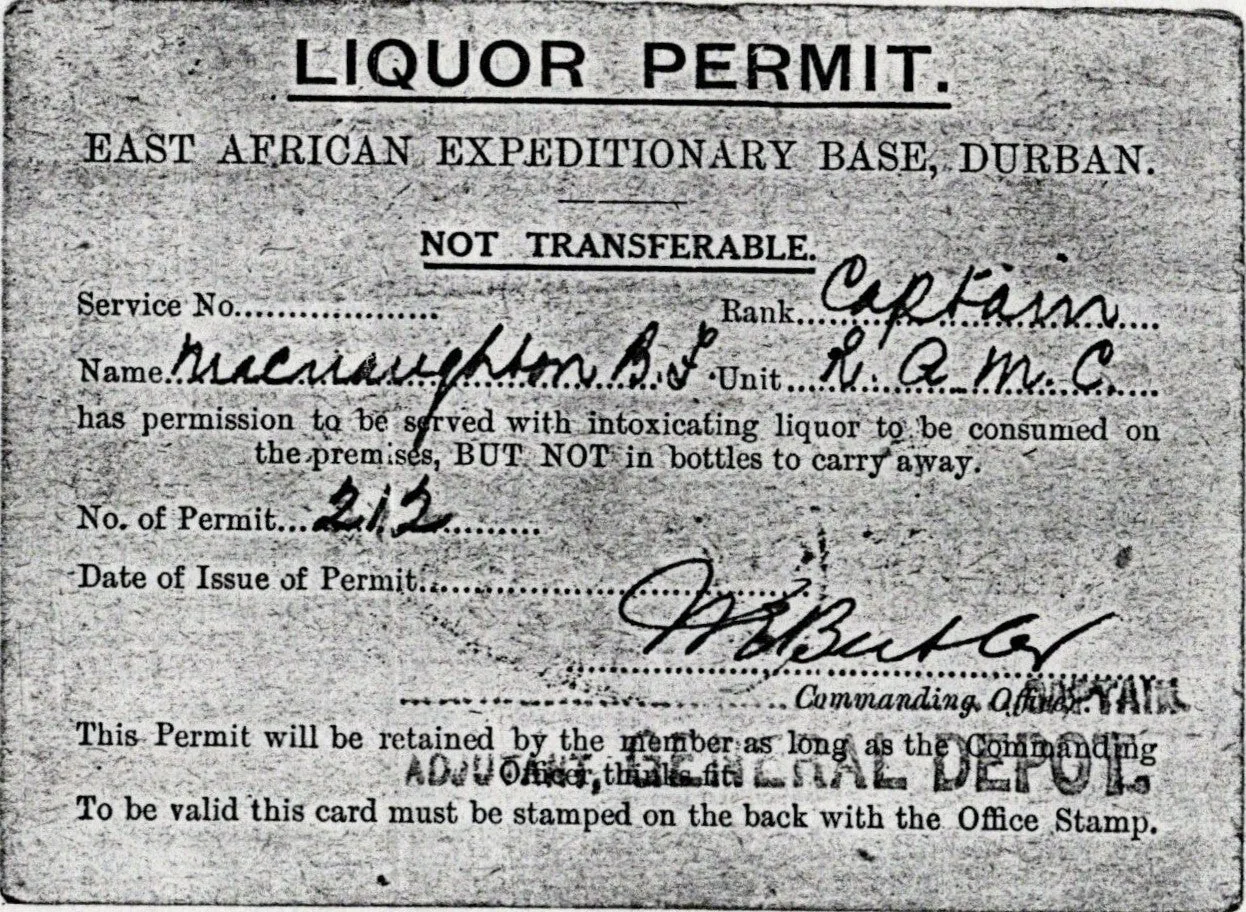 LIQUOR PERMIT.
EAST AFRICAN EXPEDITIONARY BASE, DURBAN.
NOT TRANSFERABLE.
Service No.................. Rank....Captain....
Name..Macnaughton B.F. Unit....R.A.M.C....
has permission to be served with intoxicating liquor to be consumed on
the premises, BUT NOT in bottles to carry away.
No. of Permit...212..........
Date of Issue of Permit..............................
Butler
Commanding Officer.
CAPTAIN
This Permit will be retained by the member as long as the Commanding
Officer, thinks fit.
ADJUTANT, GENERAL DEPOT.
To be valid this card must be stamped on the back with the Office Stamp.